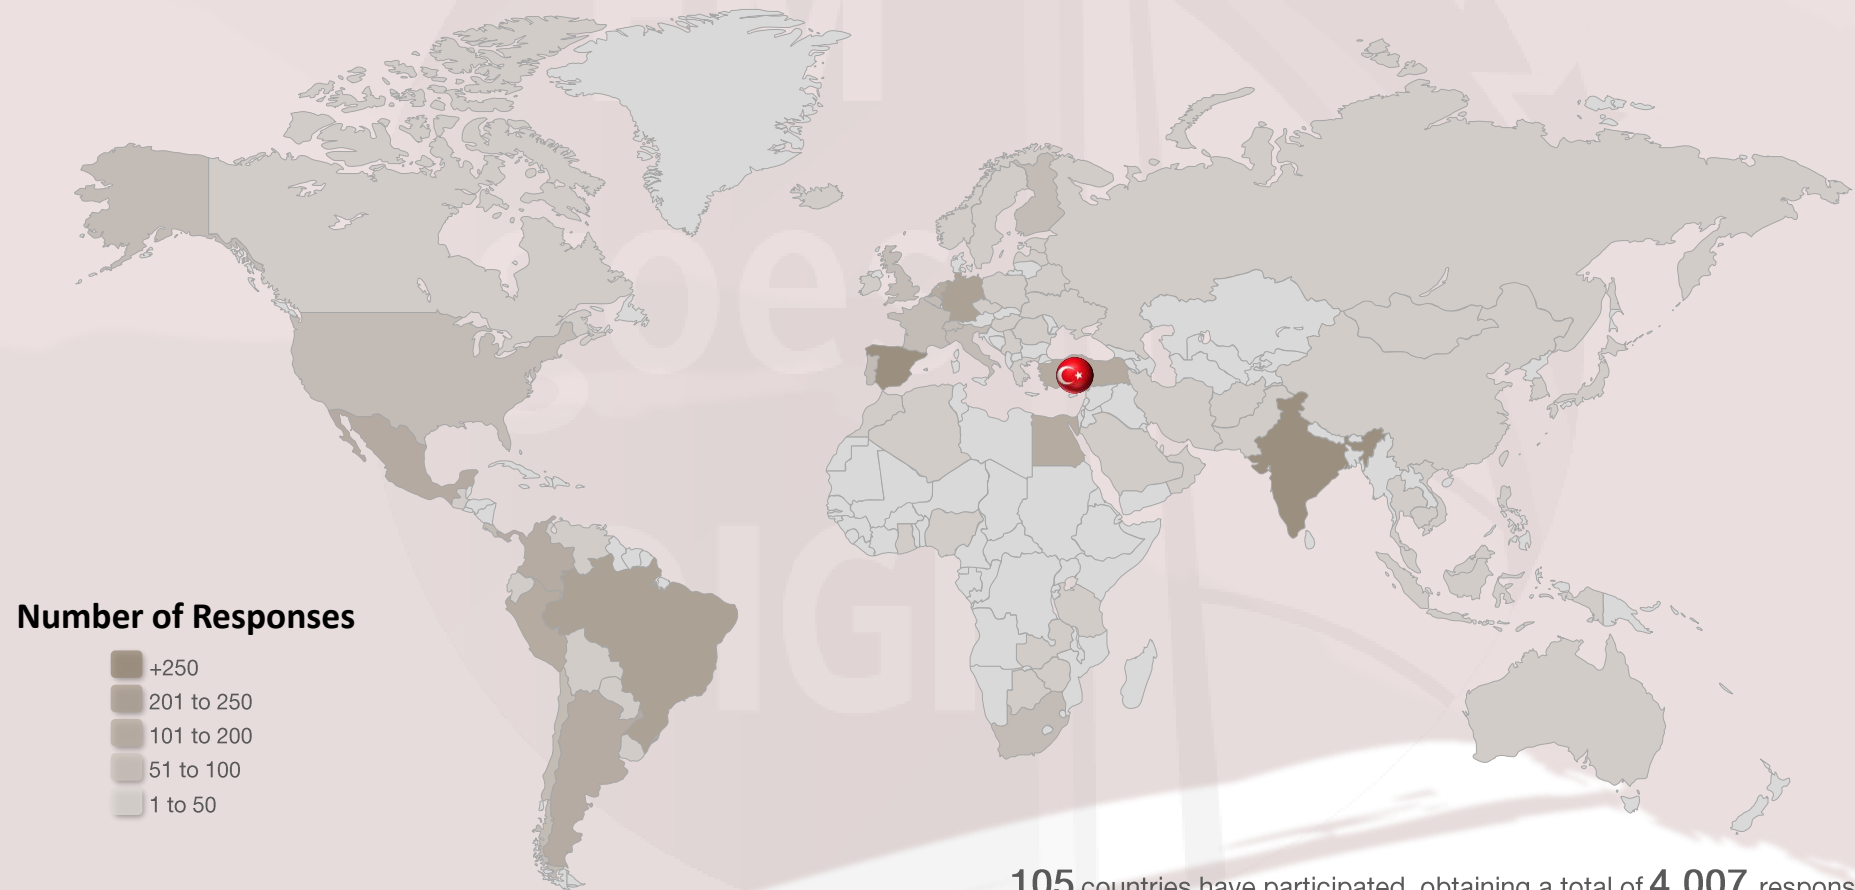 Number of Responses
+250
201 to 250
101 to 200
51 to 100
1 to 50
105 countries have participated, obtaining a total of 4.007